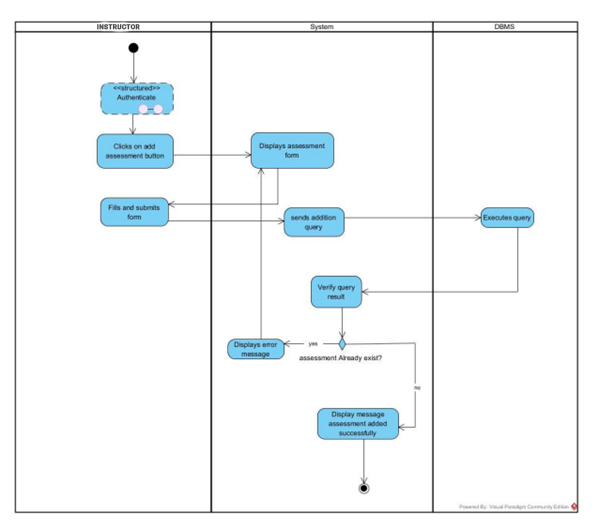 INSTRUCTOR
System
DBMS
<<structured>>
Authenticate
Clicks on add
assessment button
Displays assessment
form
Fills and submits
form
sends addition
query
Executes query
Verify query
result
Displays error
message
yes
assessment Already exist?
no
Display message
assessment added
successfully
Powered By: Visual Paradigm Community Edition